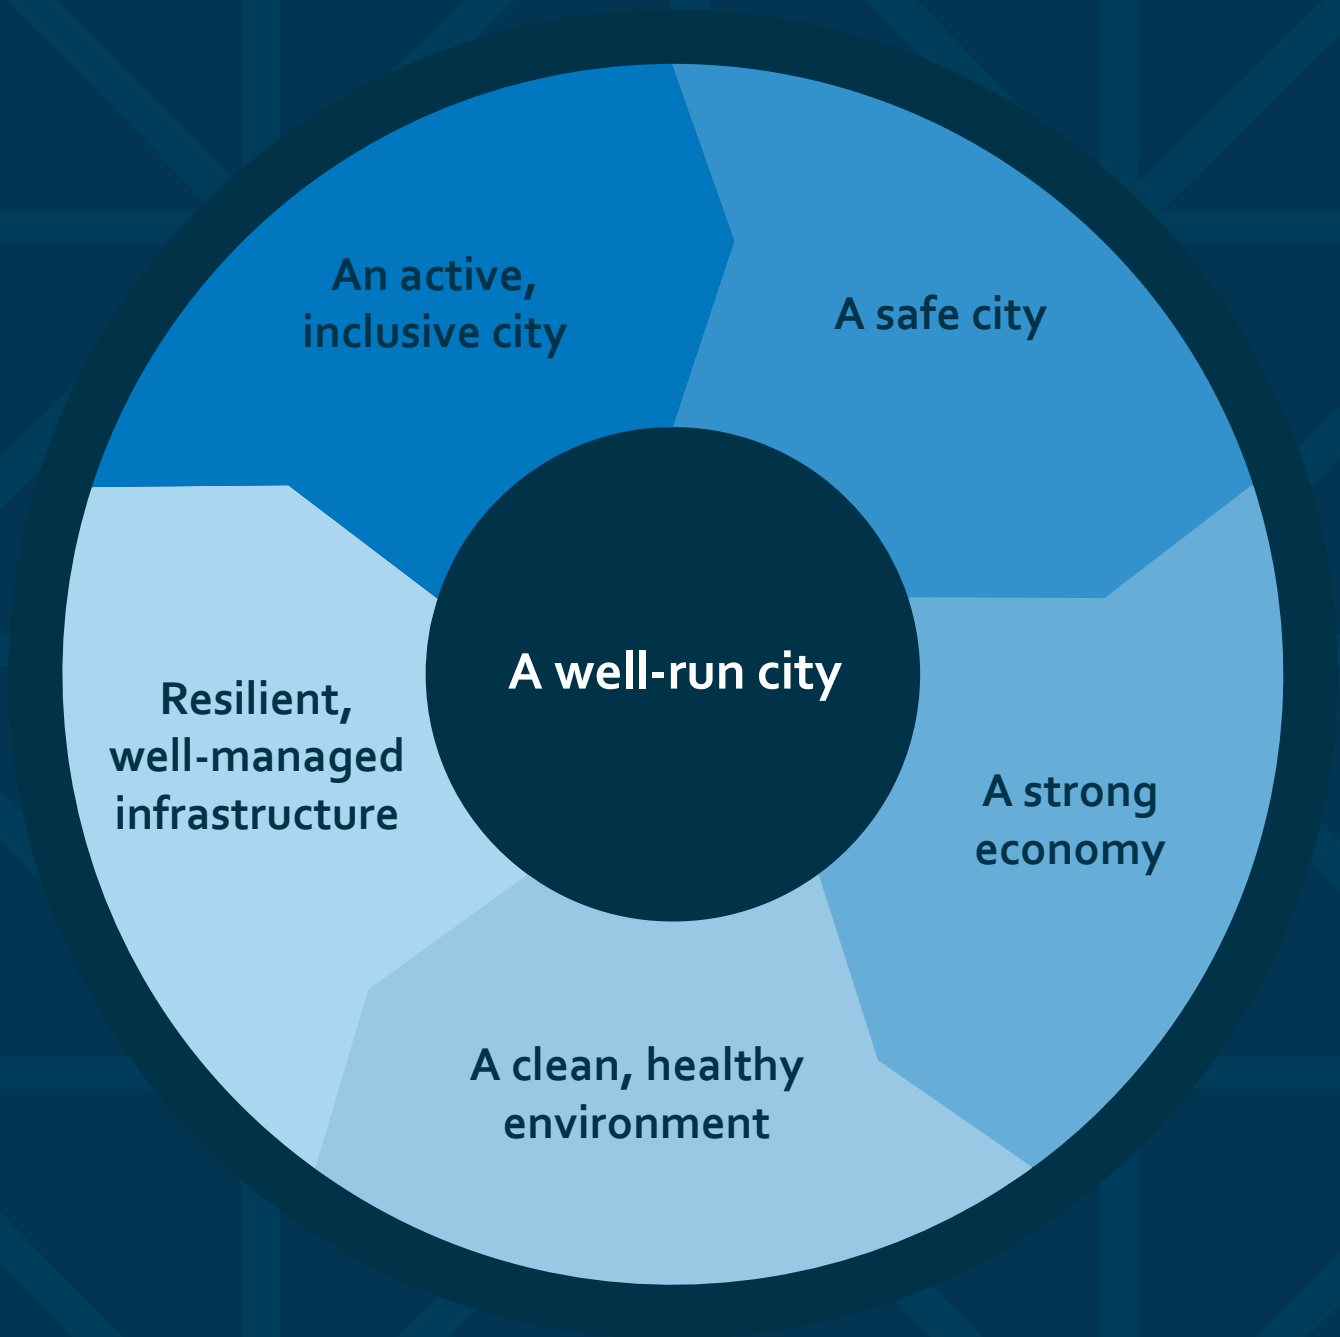 An active,
inclusive city
A safe city
A well-run city
Resilient,
well-managed
infrastructure
A strong
economy
A clean, healthy
environment